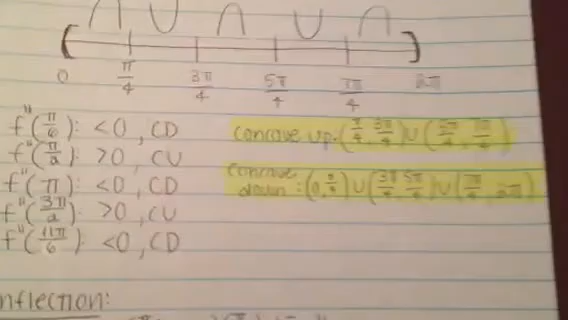 0 π/4 3π/4 5π/4 7π/4 2π
f"(π/6): <0, CD
f"(π/2): >0, CU
f"(π): <0, CD
f"(3π/2): >0, CU
f"(11π/6): <0, CD
concave up: (π/4, 3π/4) ∪ (5π/4, 7π/4)
concave
down: (0, π/4) ∪ (3π/4, 5π/4) ∪ (7π/4, 2π)
nflection: